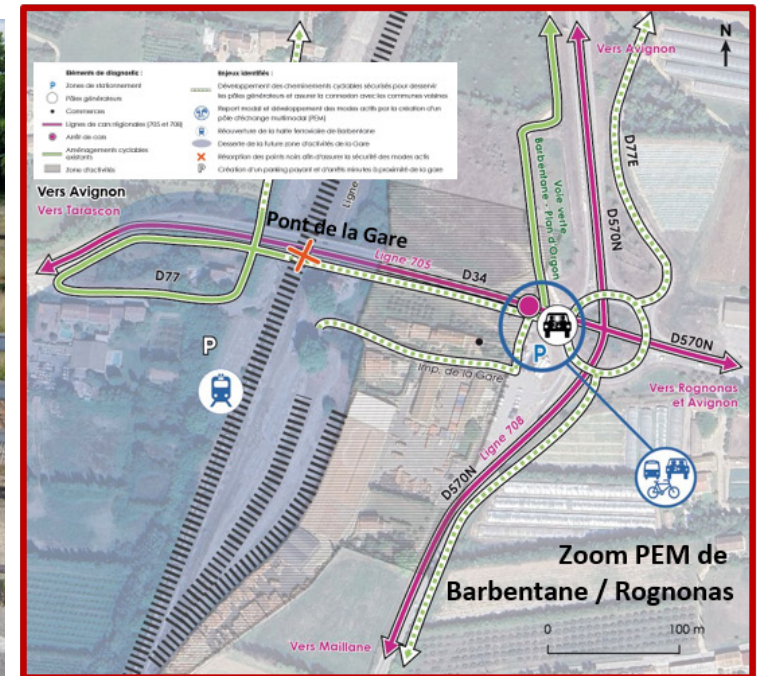 Eléments de diagnostic :
P Zones de stationnement
Pôles générateurs
Commerces
Lignes de cars régionales (705 et 708)
Arrêt de cars
Aménagements cyclables
existants
Zone d'activités
Enjeux identifiés :
Développement des cheminements cyclables sécurisés pour desservir
les pôles générateurs et assurer la connexion avec les communes voisines
Report modal et développement des modes actifs par la création d'un
pôle d'échange multimodal (PEM)
Réouverture de la halte ferroviaire de Barbentane
Desserte de la future zone d'activités de la Gare
Résorption des points noirs afin d'assurer la sécurité des modes actifs
P Création d'un parking payant et d'arrêts minutes à proximité de la gare
N
Vers Avignon
D77E
Vers Avignon
Vers Tarascon
Ligne
Pont de la Gare
Voie verte
Barbentane - Plan d'Orgon
D570N
Ligne 705
D77
D34
P
P
Imp. de la Gare
D570N
Vers Rognonas
et Avignon
Ligne 708
D570N
Zoom PEM de
Barbentane / Rognonas
0 100 m
Vers Maillane